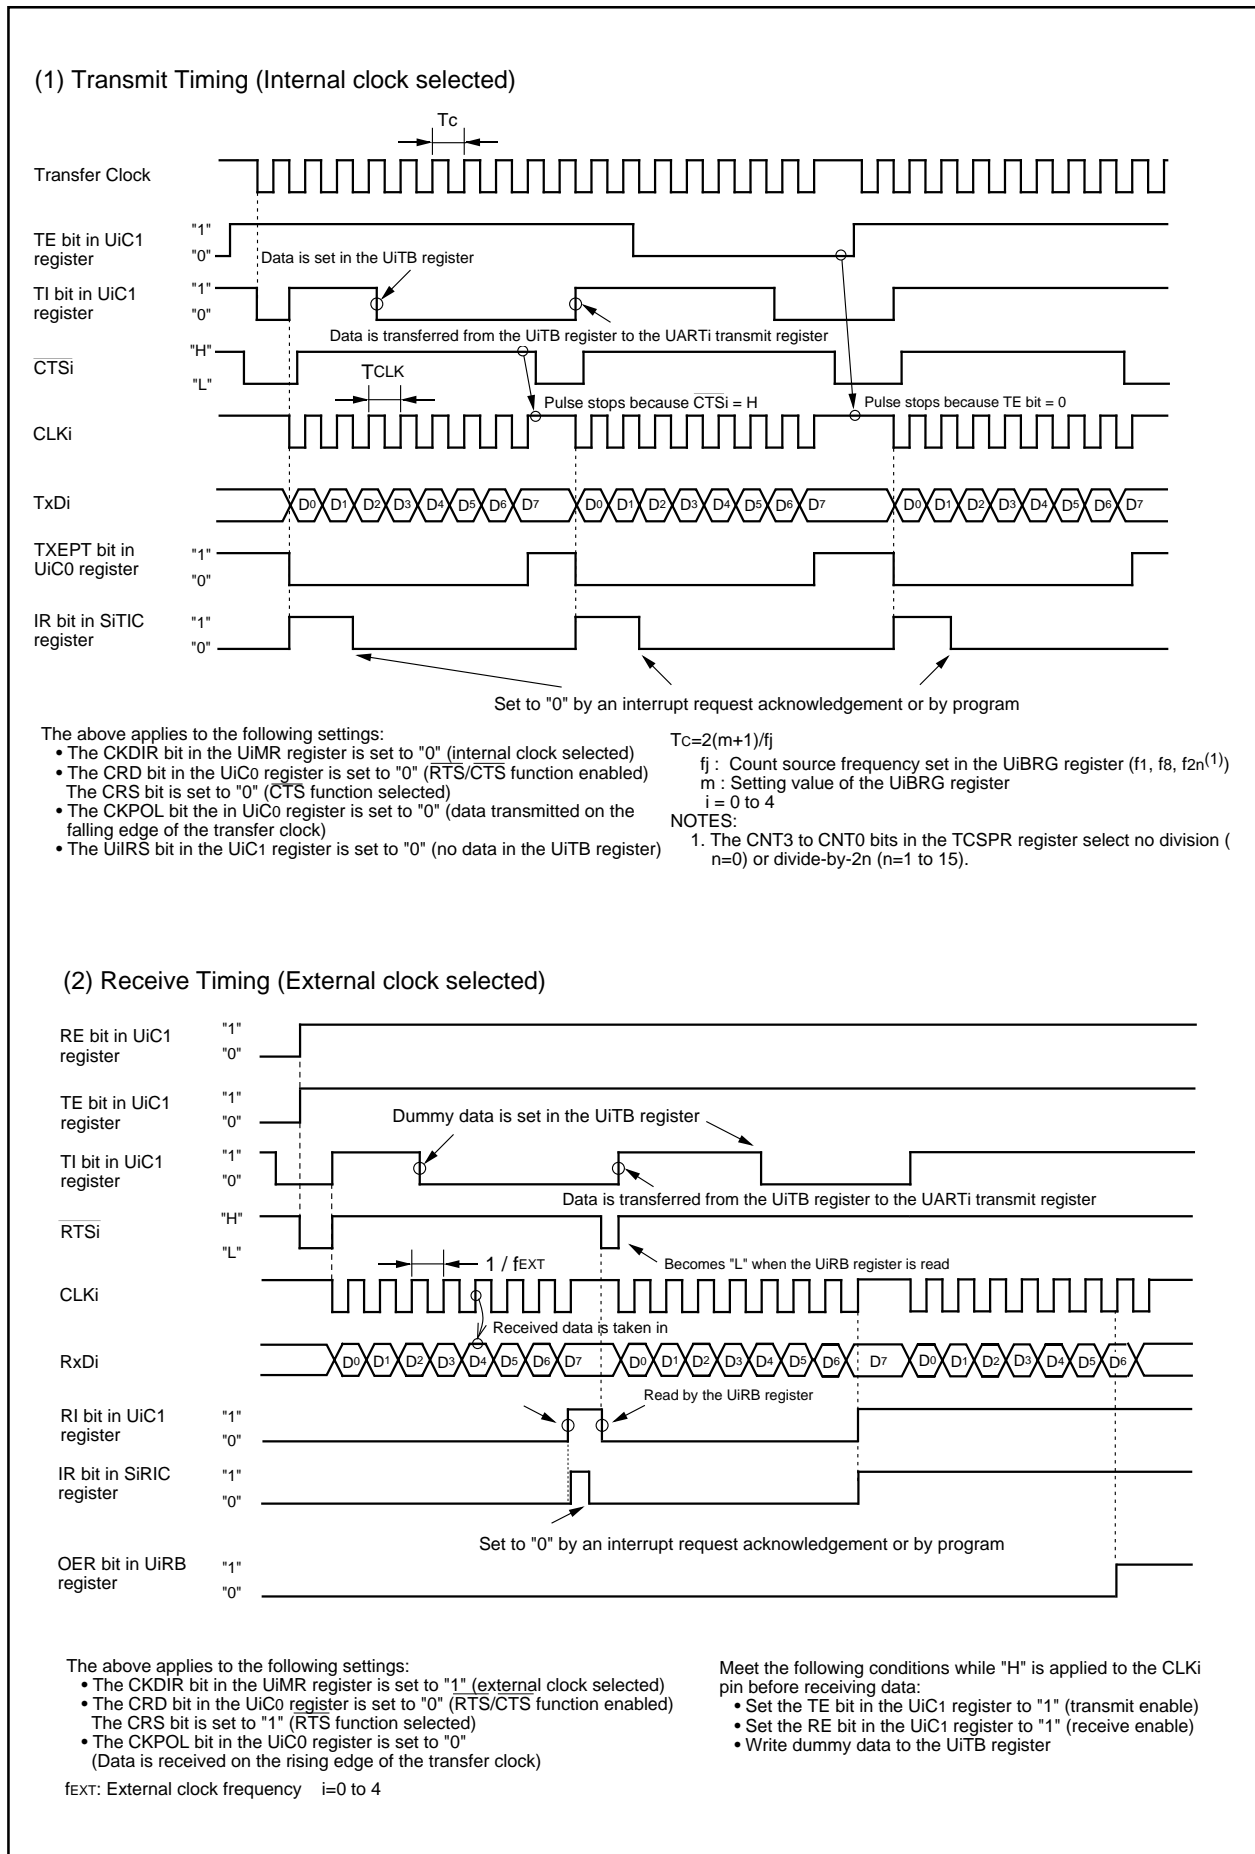 (1) Transmit Timing (Internal clock selected)
Tc
Transfer Clock
TE bit in UiC1
register
"1"
"0"
Data is set in the UiTB register
TI bit in UiC1
register
"1"
"0"
Data is transferred from the UiTB register to the UARTi transmit register
CTSi
"H"
"L"
TCLK
Pulse stops because CTSi = H
Pulse stops because TE bit = 0
CLKi
TxDi
D0 D1 D2 D3 D4 D5 D6 D7 D0 D1 D2 D3 D4 D5 D6 D7 D0 D1 D2 D3 D4 D5 D6 D7
TXEPT bit in
UiC0 register
"1"
"0"
IR bit in SiTIC
register
"1"
"0"
Set to "0" by an interrupt request acknowledgement or by program
The above applies to the following settings:
• The CKDIR bit in the UiMR register is set to "0" (internal clock selected)
• The CRD bit in the UiC0 register is set to "0" (RTS/CTS function enabled)
The CRS bit is set to "0" (CTS function selected)
• The CKPOL bit the in UiC0 register is set to "0" (data transmitted on the
falling edge of the transfer clock)
• The UiIRS bit in the UiC1 register is set to "0" (no data in the UiTB register)
Tc=2(m+1)/fj
fj : Count source frequency set in the UiBRG register (f1, f8, f2n(1))
m : Setting value of the UiBRG register
i = 0 to 4
NOTES:
1. The CNT3 to CNT0 bits in the TCSPR register select no division (
n=0) or divide-by-2n (n=1 to 15).
(2) Receive Timing (External clock selected)
RE bit in UiC1
register
"1"
"0"
TE bit in UiC1
register
"1"
"0"
Dummy data is set in the UiTB register
TI bit in UiC1
register
"1"
"0"
Data is transferred from the UiTB register to the UARTi transmit register
RTSi
"H"
"L"
1 / fEXT
Becomes "L" when the UiRB register is read
CLKi
Received data is taken in
RxDi
D0 D1 D2 D3 D4 D5 D6 D7 D0 D1 D2 D3 D4 D5 D6 D7 D0 D1 D2 D3 D4 D5 D6
Read by the UiRB register
RI bit in UiC1
register
"1"
"0"
IR bit in SiRIC
register
"1"
"0"
Set to "0" by an interrupt request acknowledgement or by program
OER bit in UiRB
register
"1"
"0"
The above applies to the following settings:
• The CKDIR bit in the UiMR register is set to "1" (external clock selected)
• The CRD bit in the UiC0 register is set to "0" (RTS/CTS function enabled)
The CRS bit is set to "1" (RTS function selected)
• The CKPOL bit in the UiC0 register is set to "0"
(Data is received on the rising edge of the transfer clock)
fEXT: External clock frequency i=0 to 4
Meet the following conditions while "H" is applied to the CLKi
pin before receiving data:
• Set the TE bit in the UiC1 register to "1" (transmit enable)
• Set the RE bit in the UiC1 register to "1" (receive enable)
• Write dummy data to the UiTB register